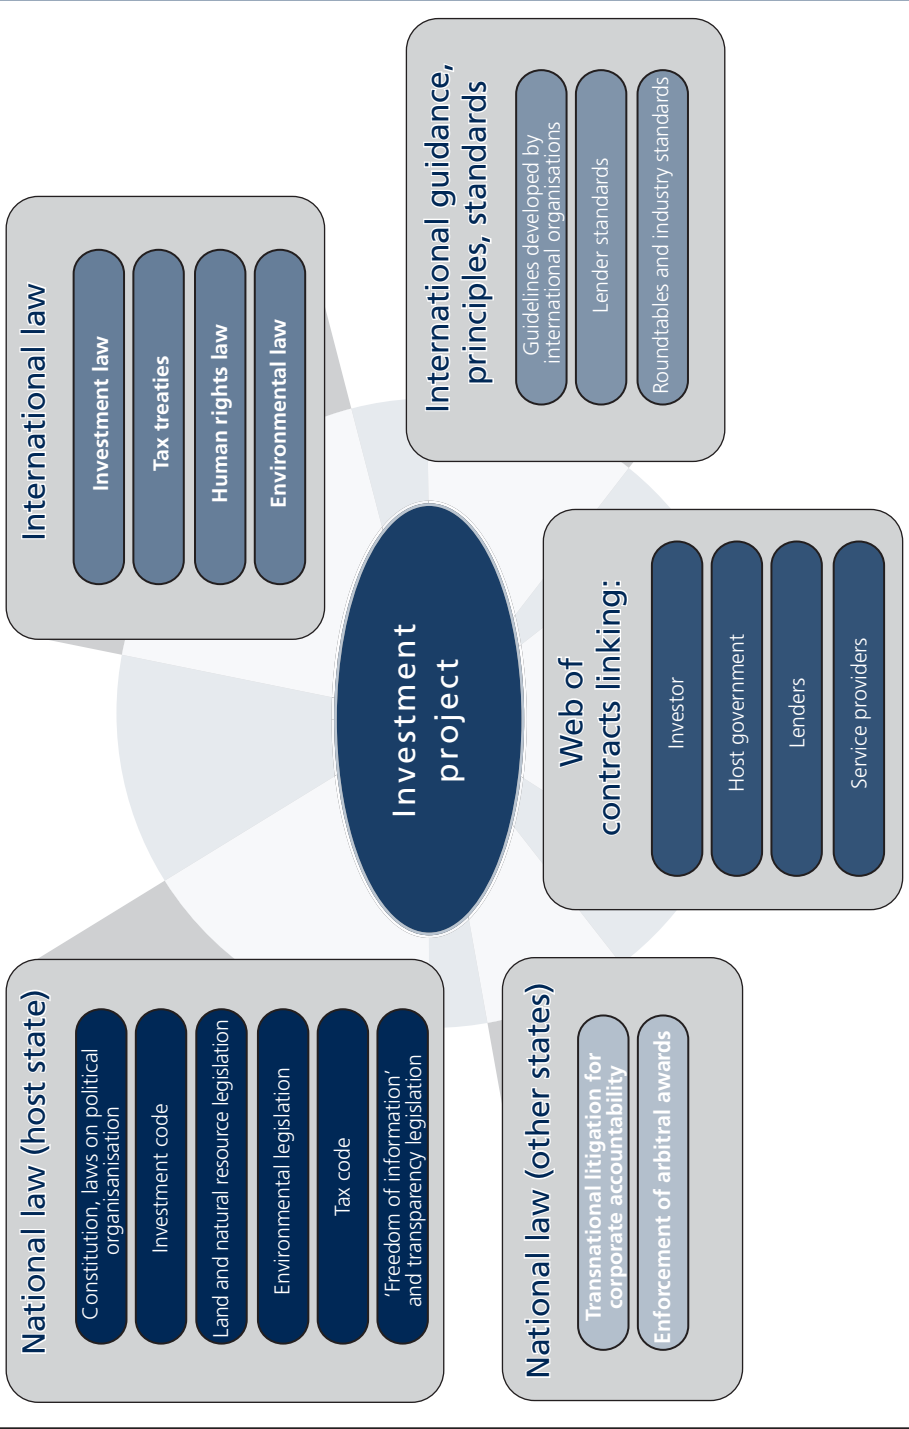 National law (host state)
Constitution, laws on political
organisanisation
Investment code
Land and natural resource legislation
Environmental legislation
Tax code
‘Freedom of information’
and transparency legislation
International law
Investment law
Tax treaties
Human rights law
Environmental law
Investment
project
National law (other states)
Transnational litigation for
corporate accountability
Enforcement of arbitral awards
Web of
contracts linking:
Investor
Host government
Lenders
Service providers
International guidance,
principles, standards
Guidelines developed by
international organisations
Lender standards
Roundtables and industry standards